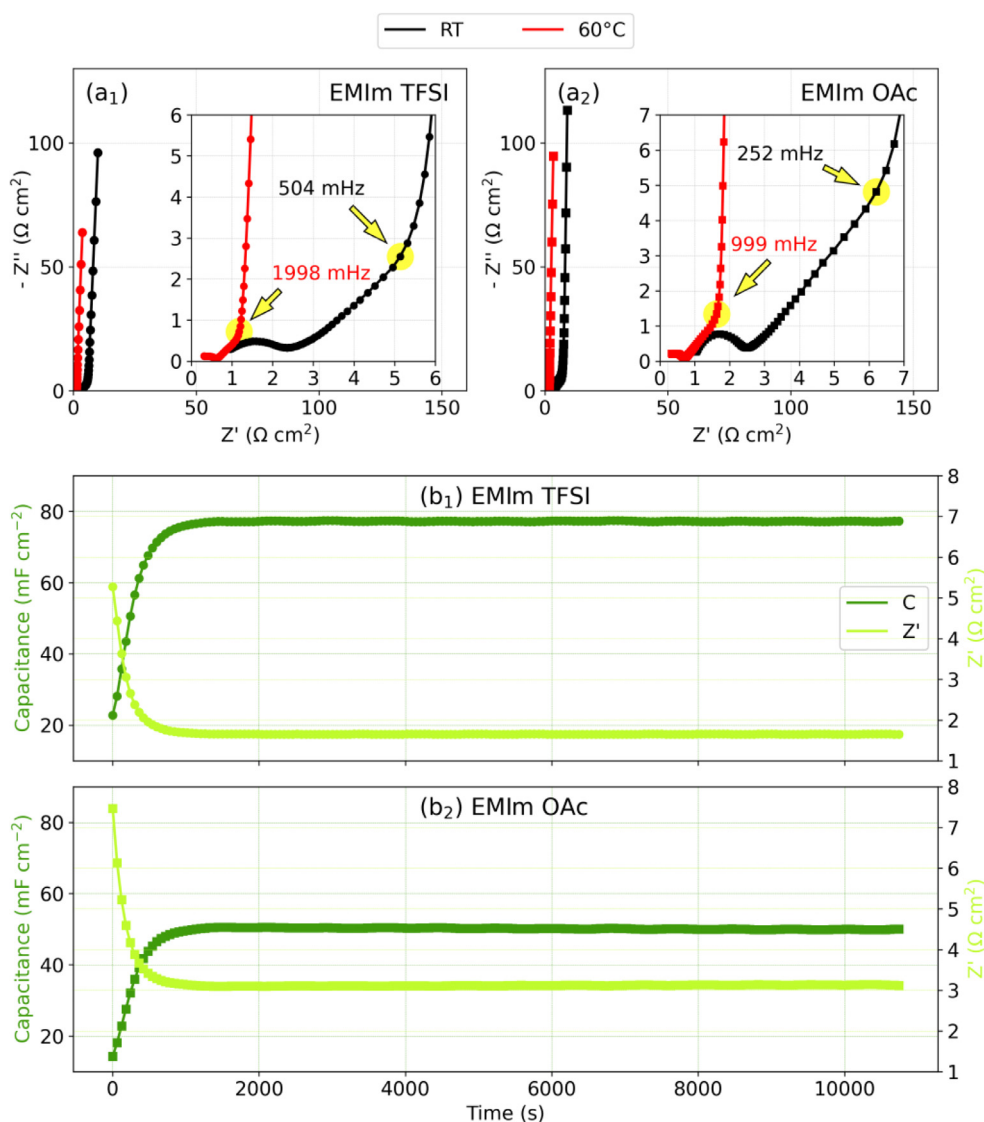 RT 60°C
(a₁) EMIm TFSI
(a₂) EMIm OAc
- Z'' (Ω cm²)
100
50
0
6
5
4
3
2
1
0
504 mHz
1998 mHz
0 1 2 3 4 5 6
0 50 100 150
Z' (Ω cm²)
- Z'' (Ω cm²)
100
50
0
7
6
5
4
3
2
1
0
252 mHz
999 mHz
0 1 2 3 4 5 6 7
0 50 100 150
Z' (Ω cm²)
(b₁) EMIm TFSI
Capacitance (mF cm⁻²)
80
60
40
20
C
Z'
8
7
6
5
4
3
2
1
Z' (Ω cm²)
(b₂) EMIm OAc
Capacitance (mF cm⁻²)
80
60
40
20
8
7
6
5
4
3
2
1
Z' (Ω cm²)
0 2000 4000 6000 8000 10000
Time (s)